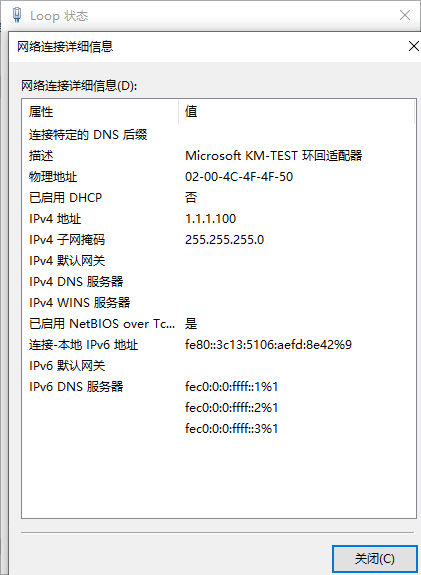 Loop 状态
网络连接详细信息
网络连接详细信息(D):
属性 值
连接特定的 DNS 后缀
描述 Microsoft KM-TEST 环回适配器
物理地址 02-00-4C-4F-4F-50
已启用 DHCP 否
IPv4 地址 1.1.1.100
IPv4 子网掩码 255.255.255.0
IPv4 默认网关
IPv4 DNS 服务器
IPv4 WINS 服务器
已启用 NetBIOS over Tc... 是
连接-本地 IPv6 地址 fe80::3c13:5106:aefd:8e42%9
IPv6 默认网关
IPv6 DNS 服务器 fec0:0:0:ffff::1%1
fec0:0:0:ffff::2%1
fec0:0:0:ffff::3%1
关闭(C)